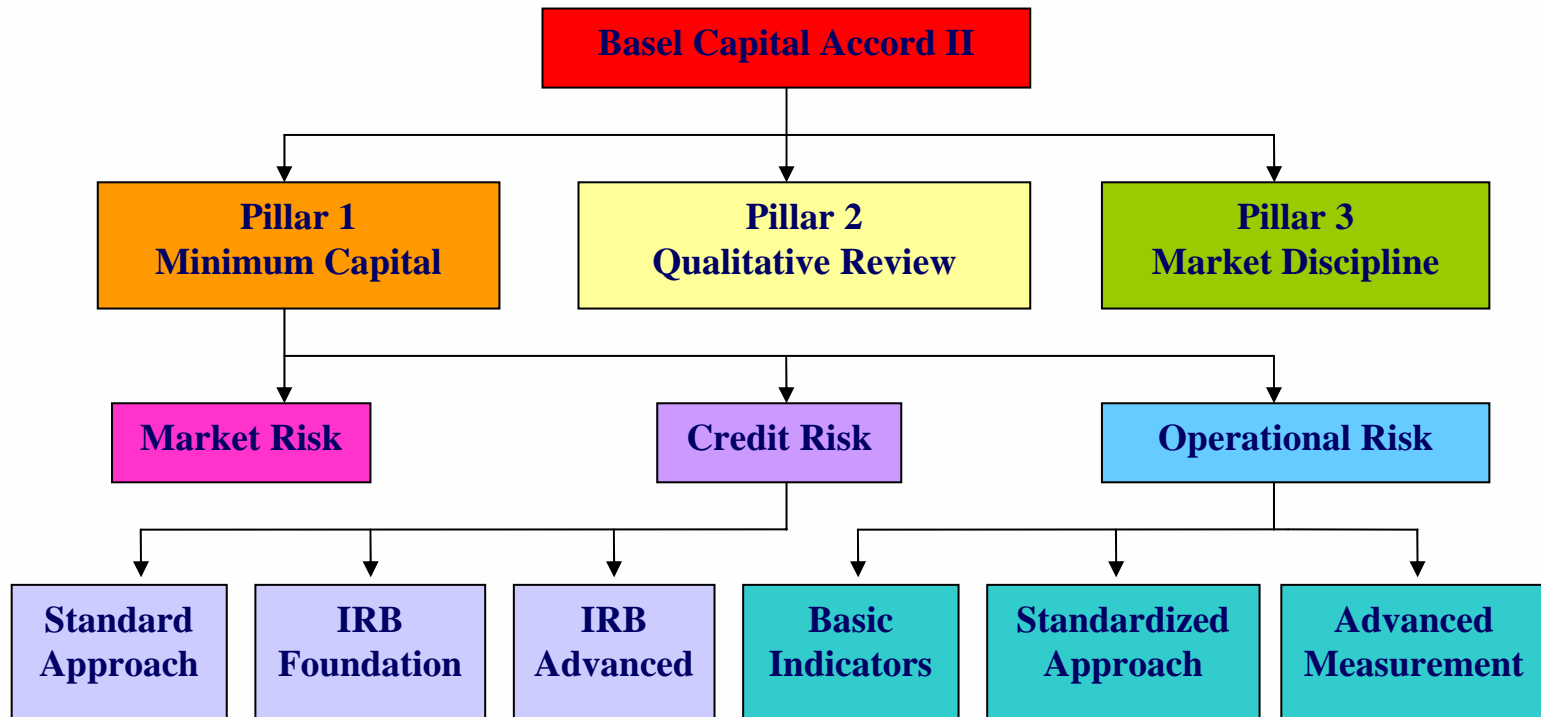 Basel Capital Accord II
Pillar 1
Minimum Capital
Pillar 2
Qualitative Review
Pillar 3
Market Discipline
Market Risk
Credit Risk
Operational Risk
Standard
Approach
IRB
Foundation
IRB
Advanced
Basic
Indicators
Standardized
Approach
Advanced
Measurement